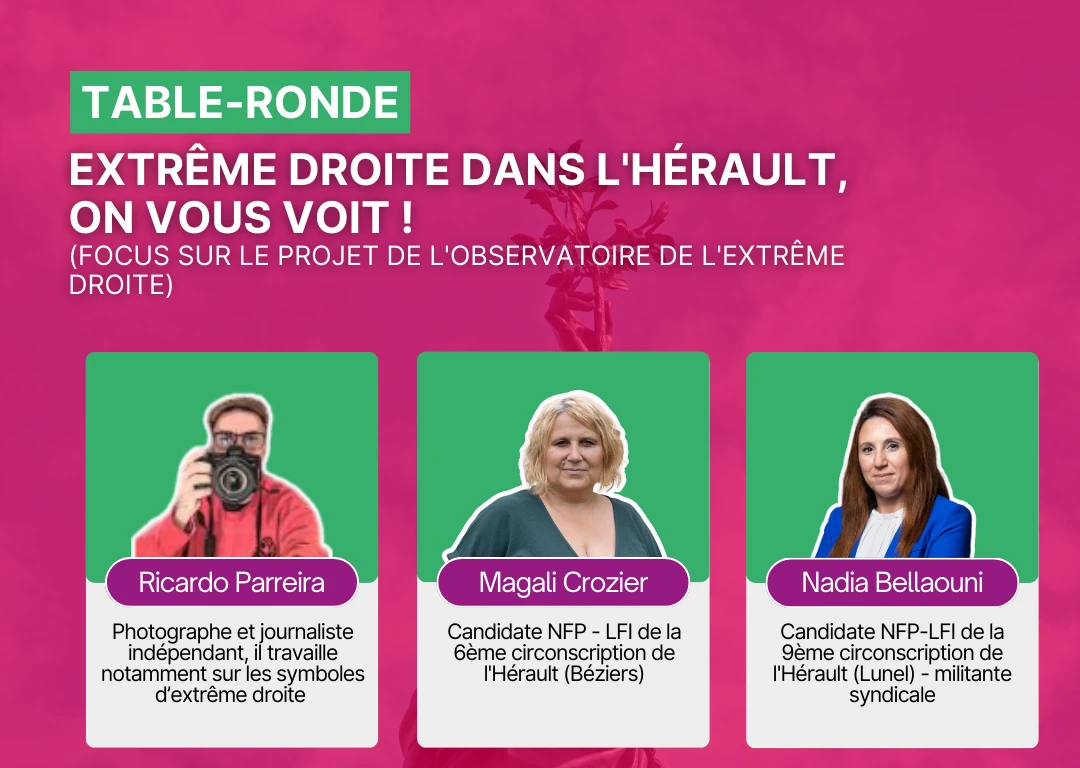 TABLE-RONDE
EXTRÊME DROITE DANS L'HÉRAULT,
ON VOUS VOIT !
(FOCUS SUR LE PROJET DE L'OBSERVATOIRE DE L'EXTRÊME
DROITE)
Ricardo Parreira
Photographe et journaliste
indépendant, il travaille
notamment sur les symboles
d’extrême droite
Magali Crozier
Candidate NFP - LFI de la
6ème circonscription de
l'Hérault (Béziers)
Nadia Bellaouni
Candidate NFP-LFI de la
9ème circonscription de
l'Hérault (Lunel) - militante
syndicale